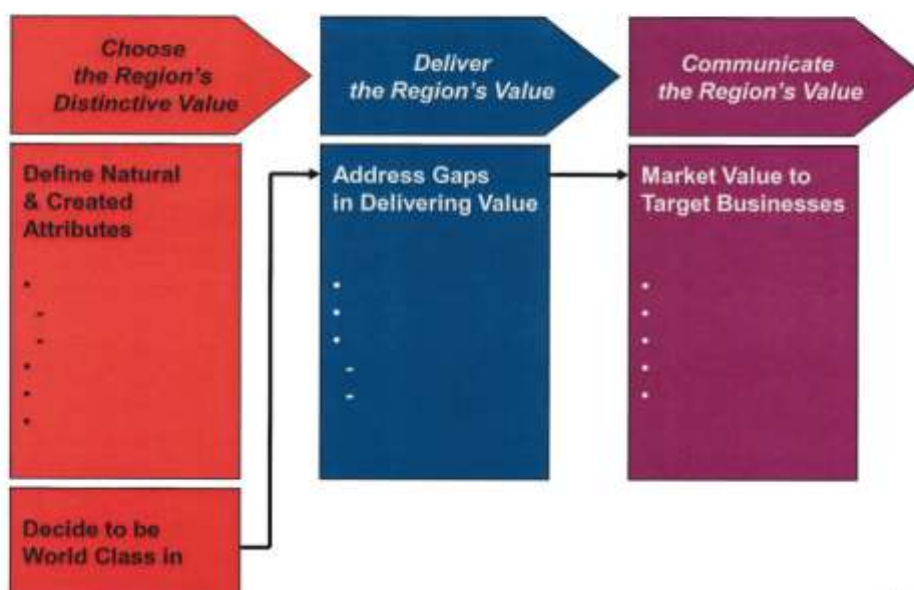 Choose
the Region's
Distinctive Value
Deliver
the Region's Value
Communicate
the Region's Value
Define Natural
& Created
Attributes
Address Gaps
in Delivering Value
Market Value to
Target Businesses
Decide to be
World Class in